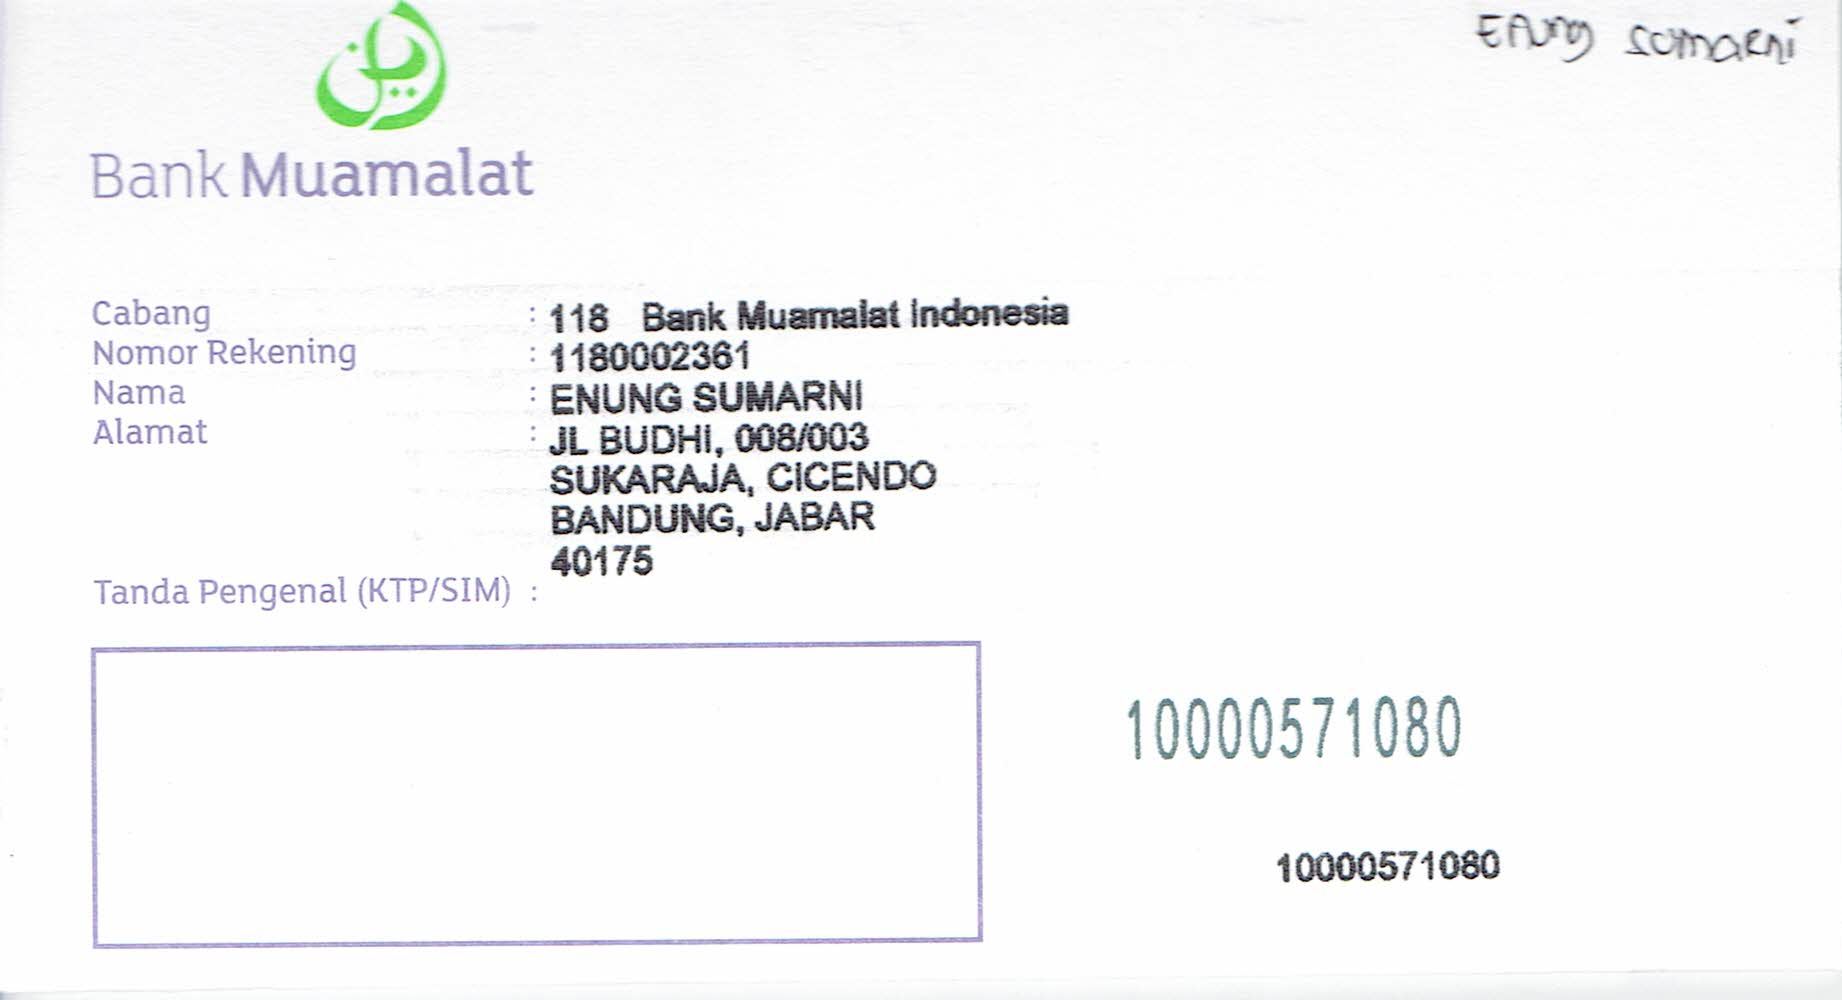 Enung Sumarni
Bank Muamalat
Cabang : 118 Bank Muamalat Indonesia
Nomor Rekening : 1180002361
Nama : ENUNG SUMARNI
Alamat : JL BUDHI, 008/003
SUKARAJA, CICENDO
BANDUNG, JABAR
40175
Tanda Pengenal (KTP/SIM) :
10000571080
10000571080